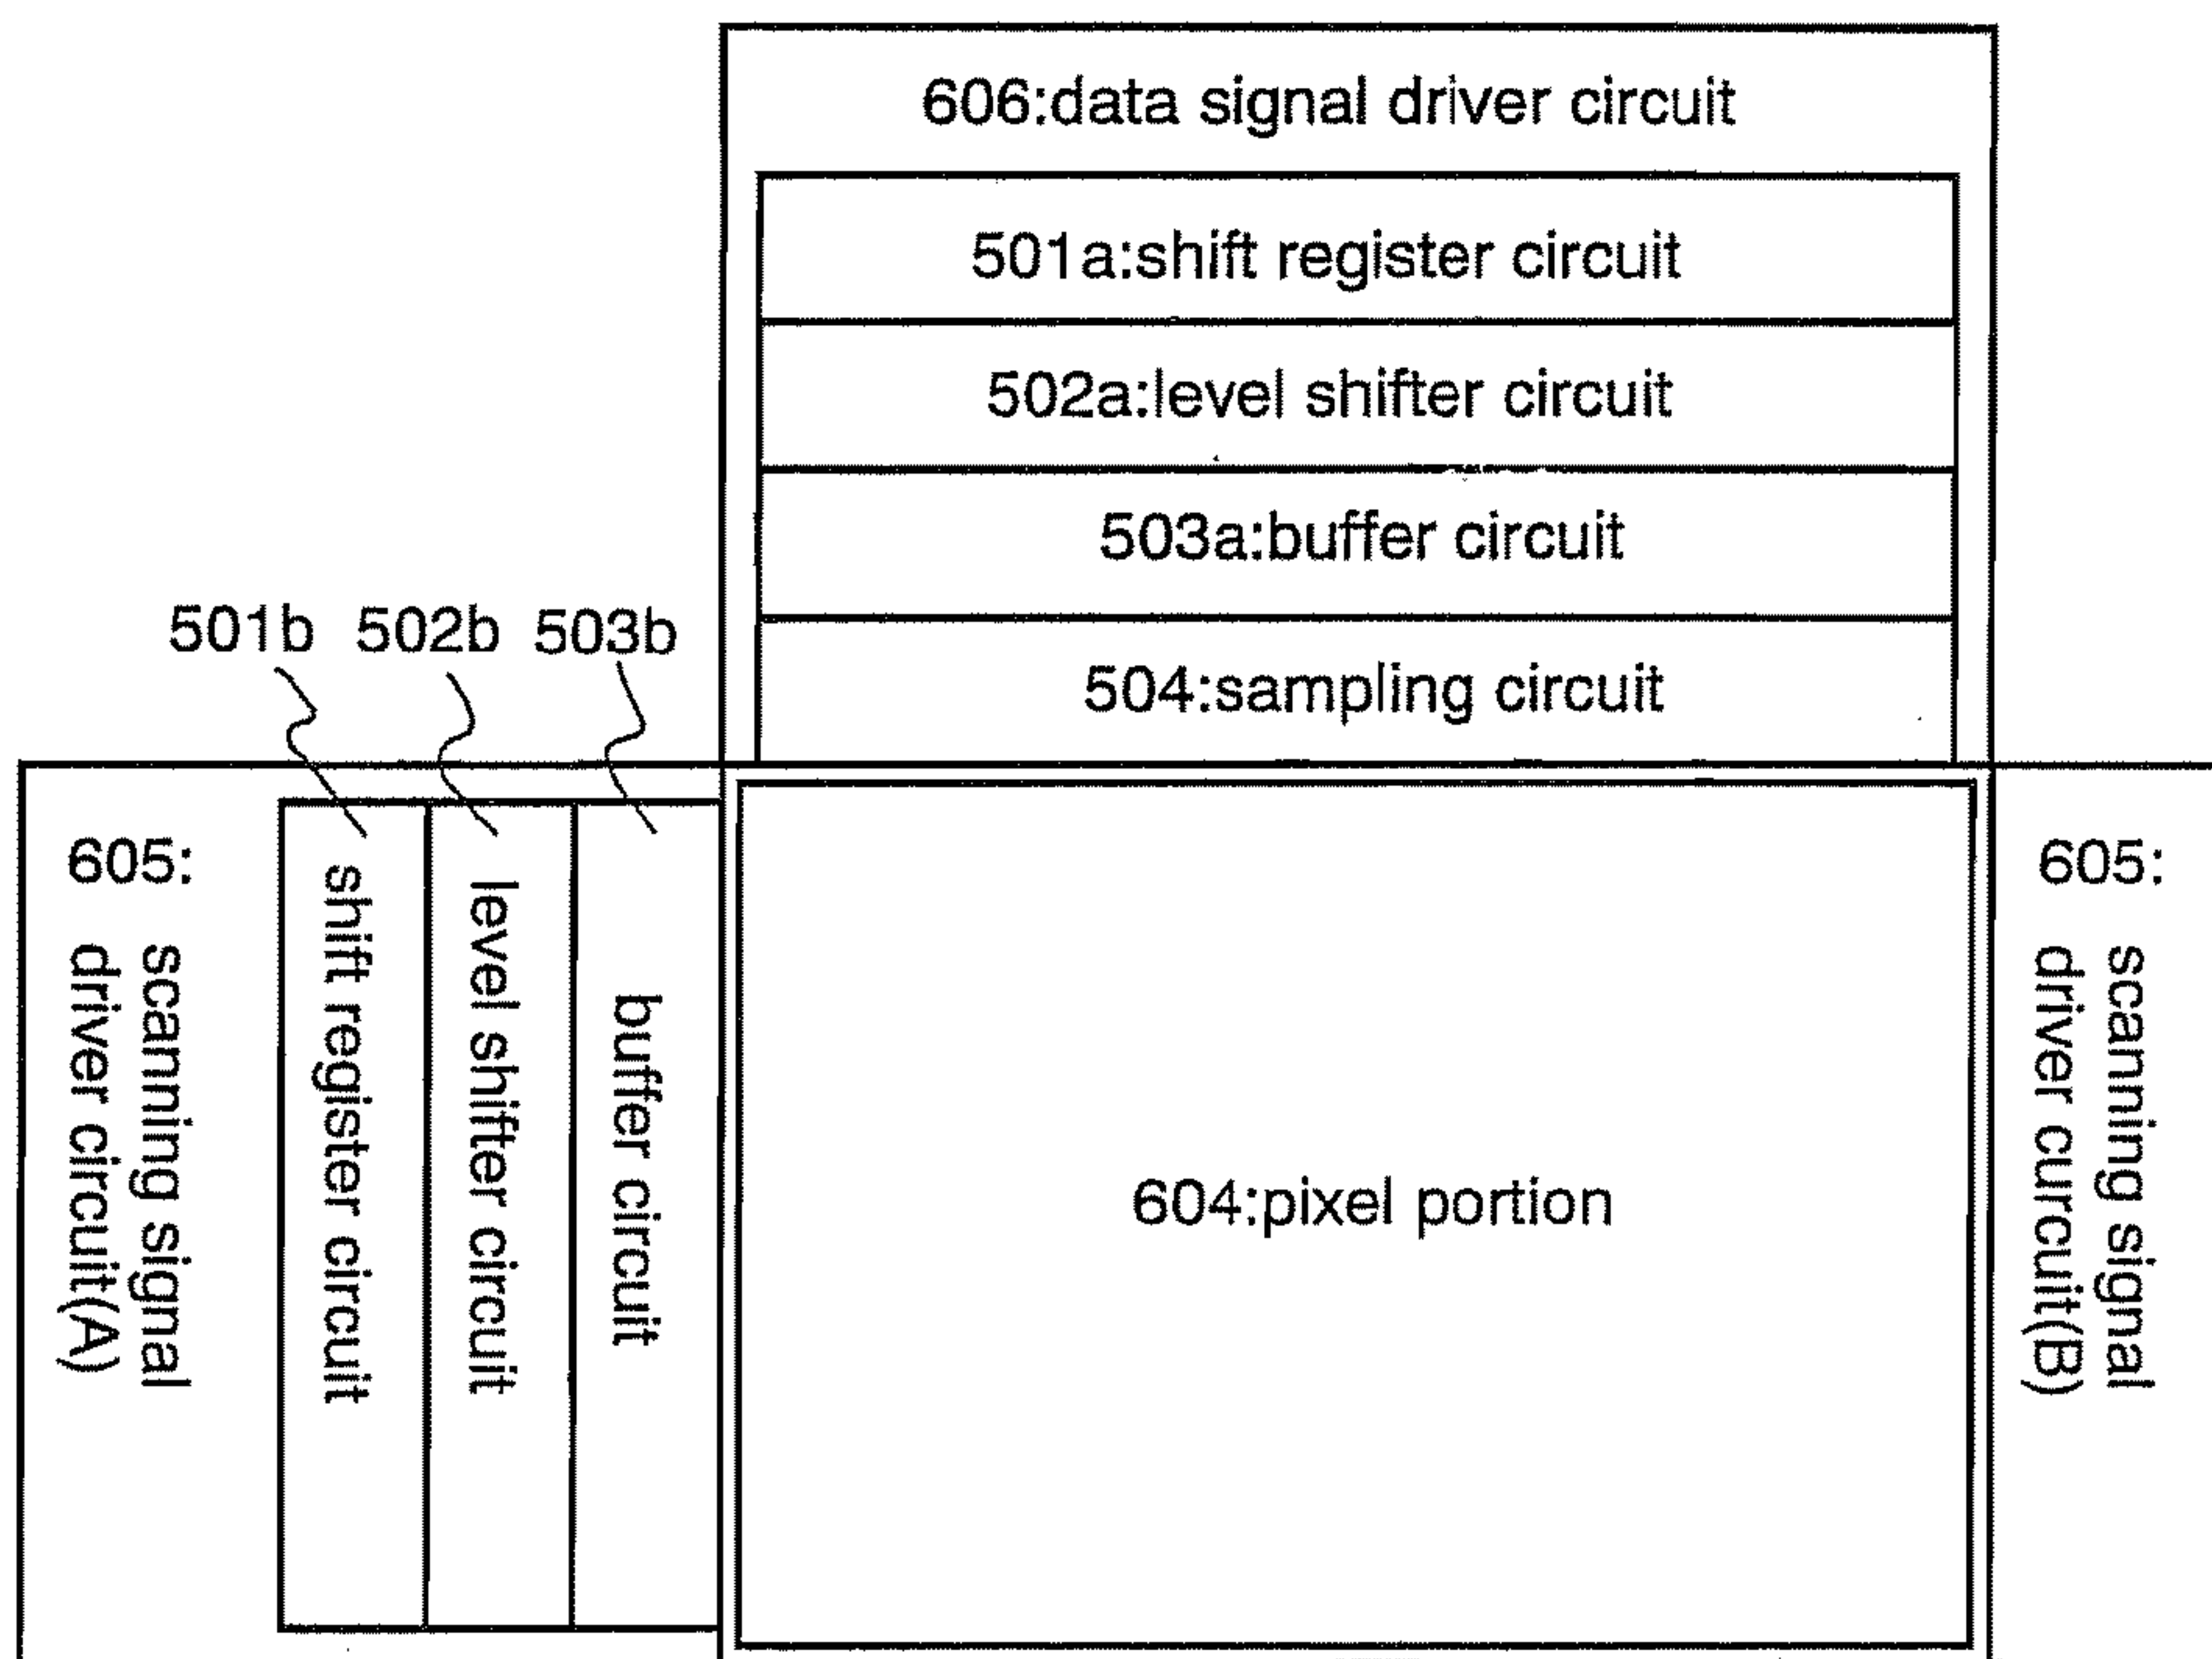 606:data signal driver circuit
501a:shift register circuit
502a:level shifter circuit
503a:buffer circuit
504:sampling circuit
501b 502b 503b
605:
scanning signal
driver circuit(A)
shift register circuit
level shifter circuit
buffer circuit
604:pixel portion
605:
scanning signal
driver curcuit(B)